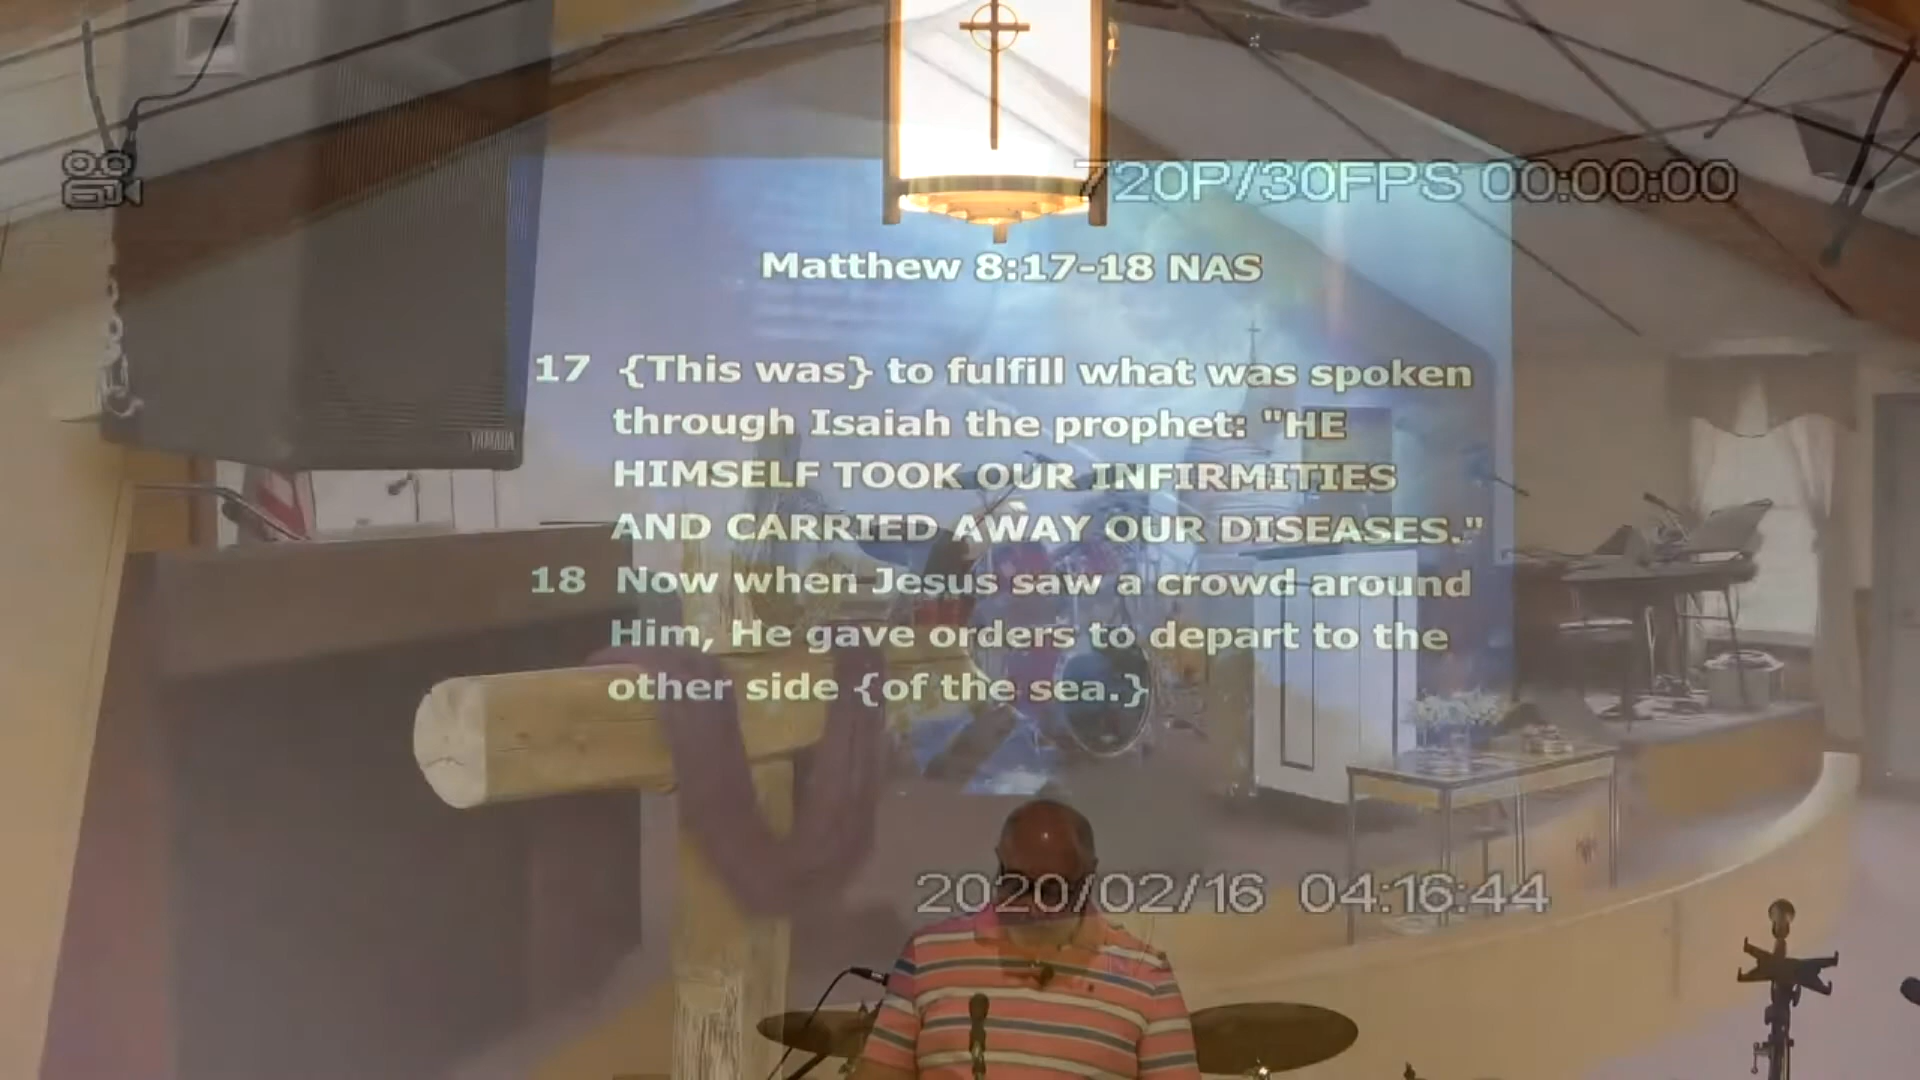 720P/30FPS 00:00:00
Matthew 8:17-18 NAS
17 {This was} to fulfill what was spoken
through Isaiah the prophet: "HE
HIMSELF TOOK OUR INFIRMITIES
AND CARRIED AWAY OUR DISEASES."
YAMAHA
18 Now when Jesus saw a crowd around
Him, He gave orders to depart to the
other side {of the sea.}
2020/02/16 04:16:44